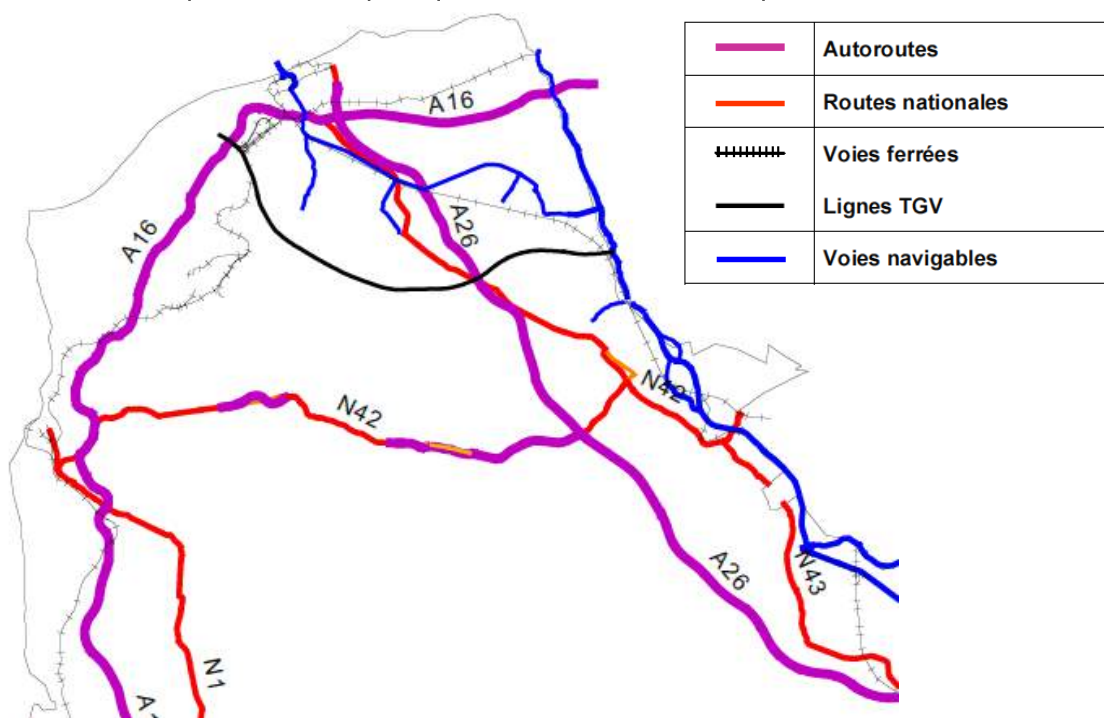 Autoroutes
Routes nationales
Voies ferrées
Lignes TGV
Voies navigables
A16
A16
A26
N42
N42
A26
N43
N1